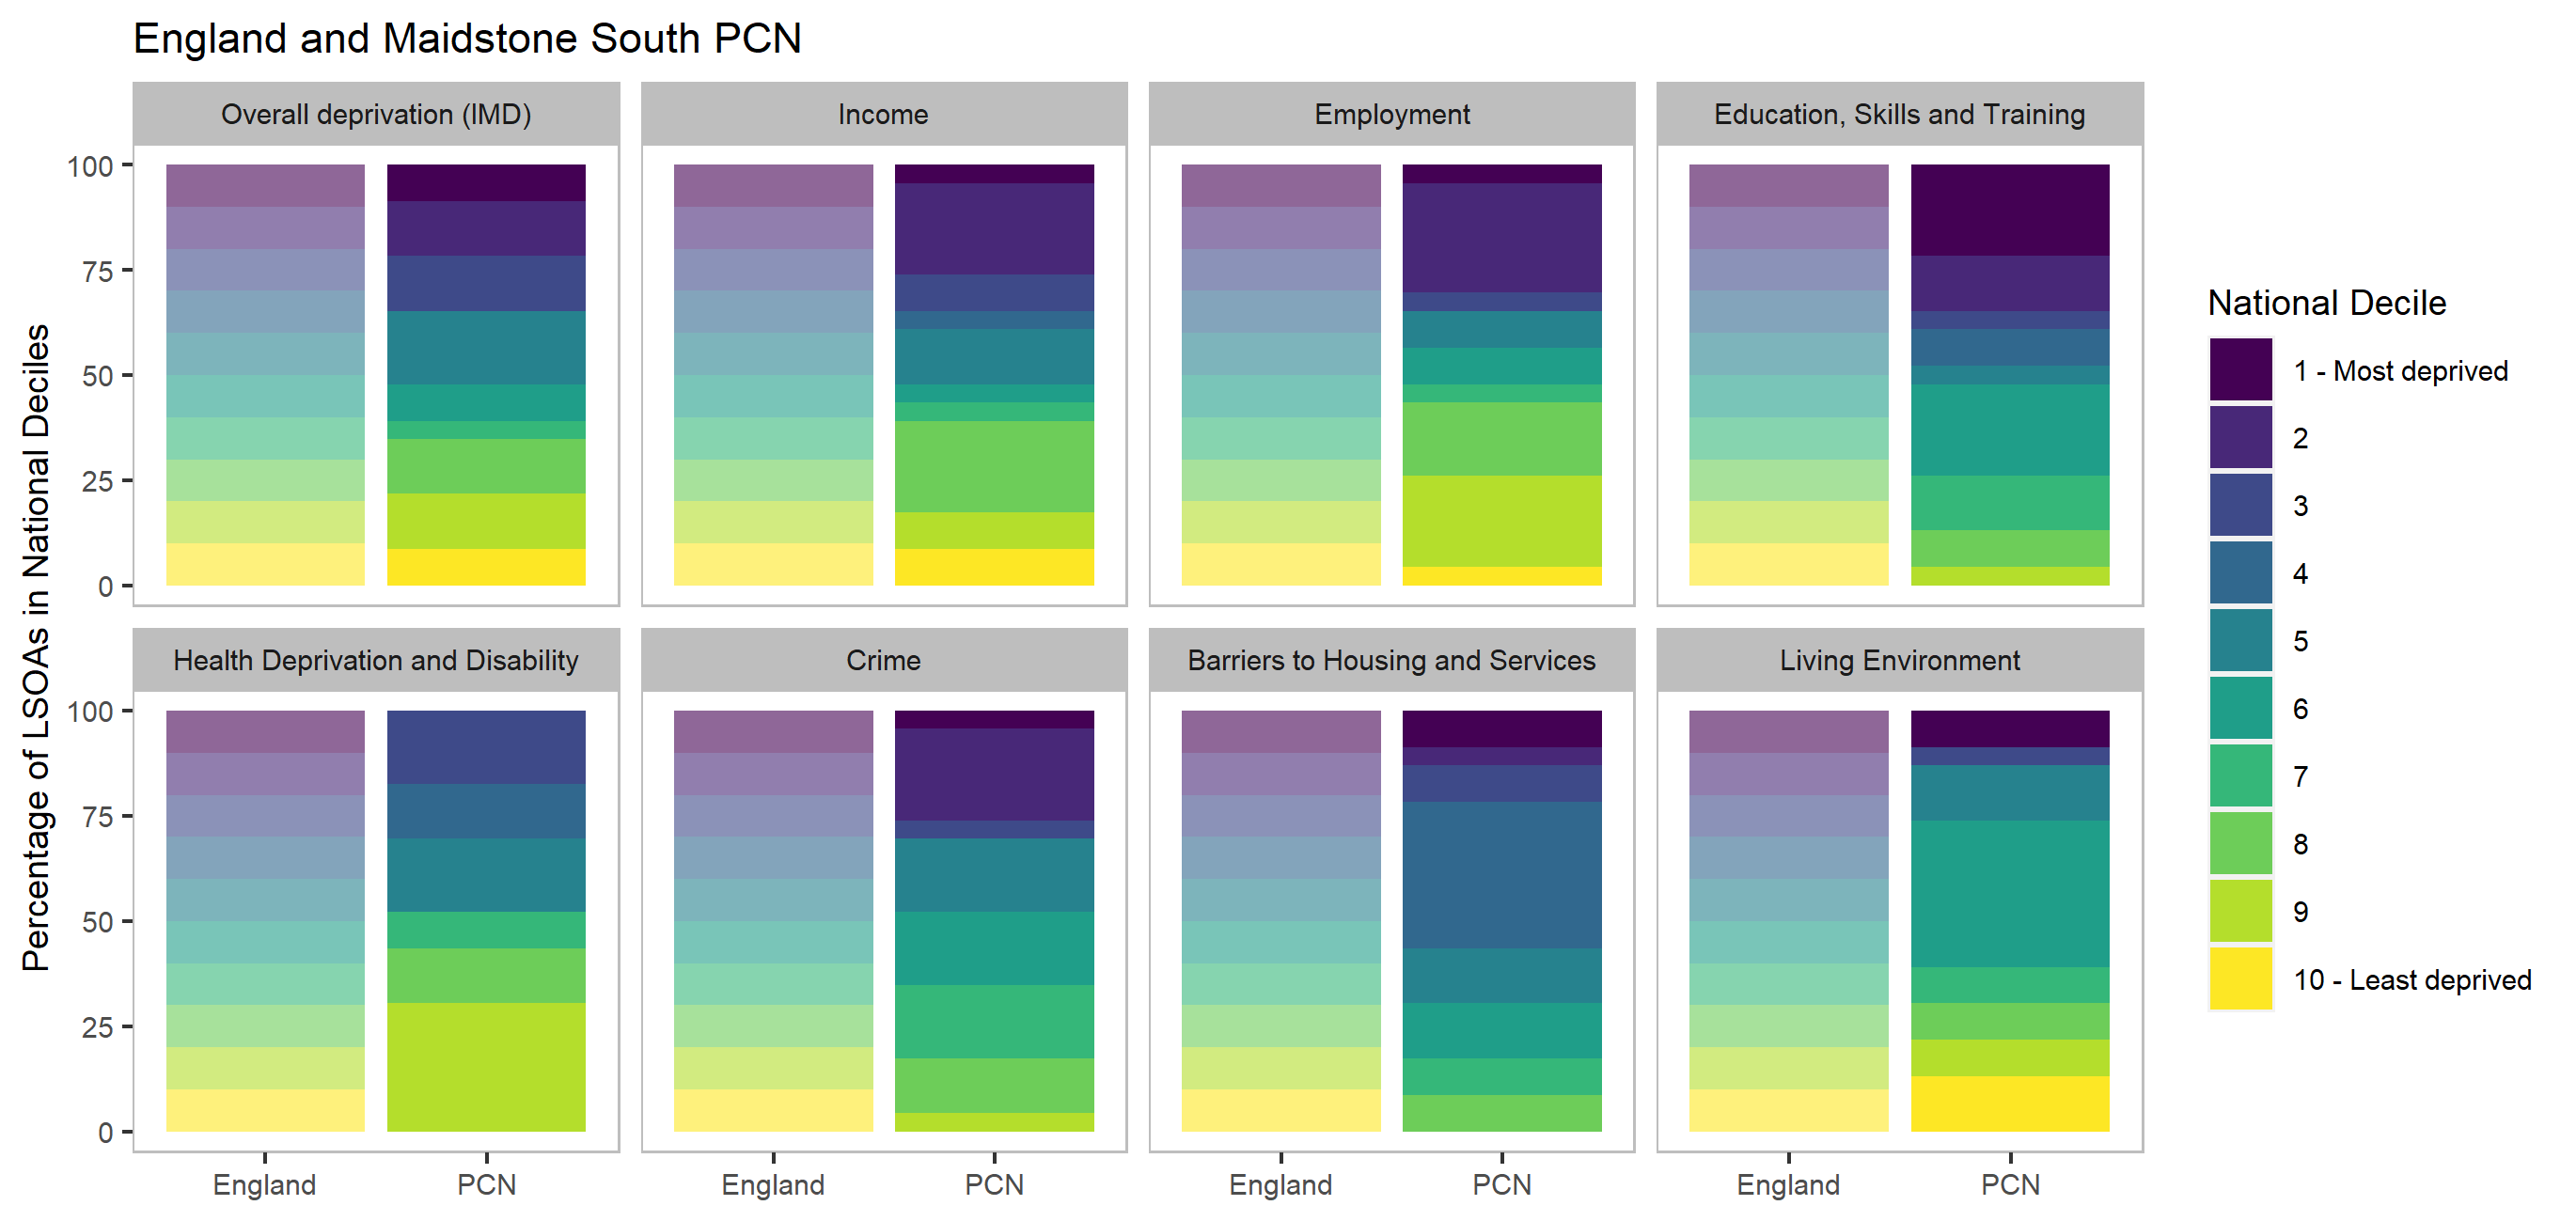 England and Maidstone South PCN
Overall deprivation (IMD)
Income
Employment
Education, Skills and Training
100
75
50
25
0
Percentage of LSOAs in National Deciles
Health Deprivation and Disability
Crime
Barriers to Housing and Services
Living Environment
100
75
50
25
0
England
PCN
England
PCN
England
PCN
England
PCN
National Decile
1 - Most deprived
2
3
4
5
6
7
8
9
10 - Least deprived